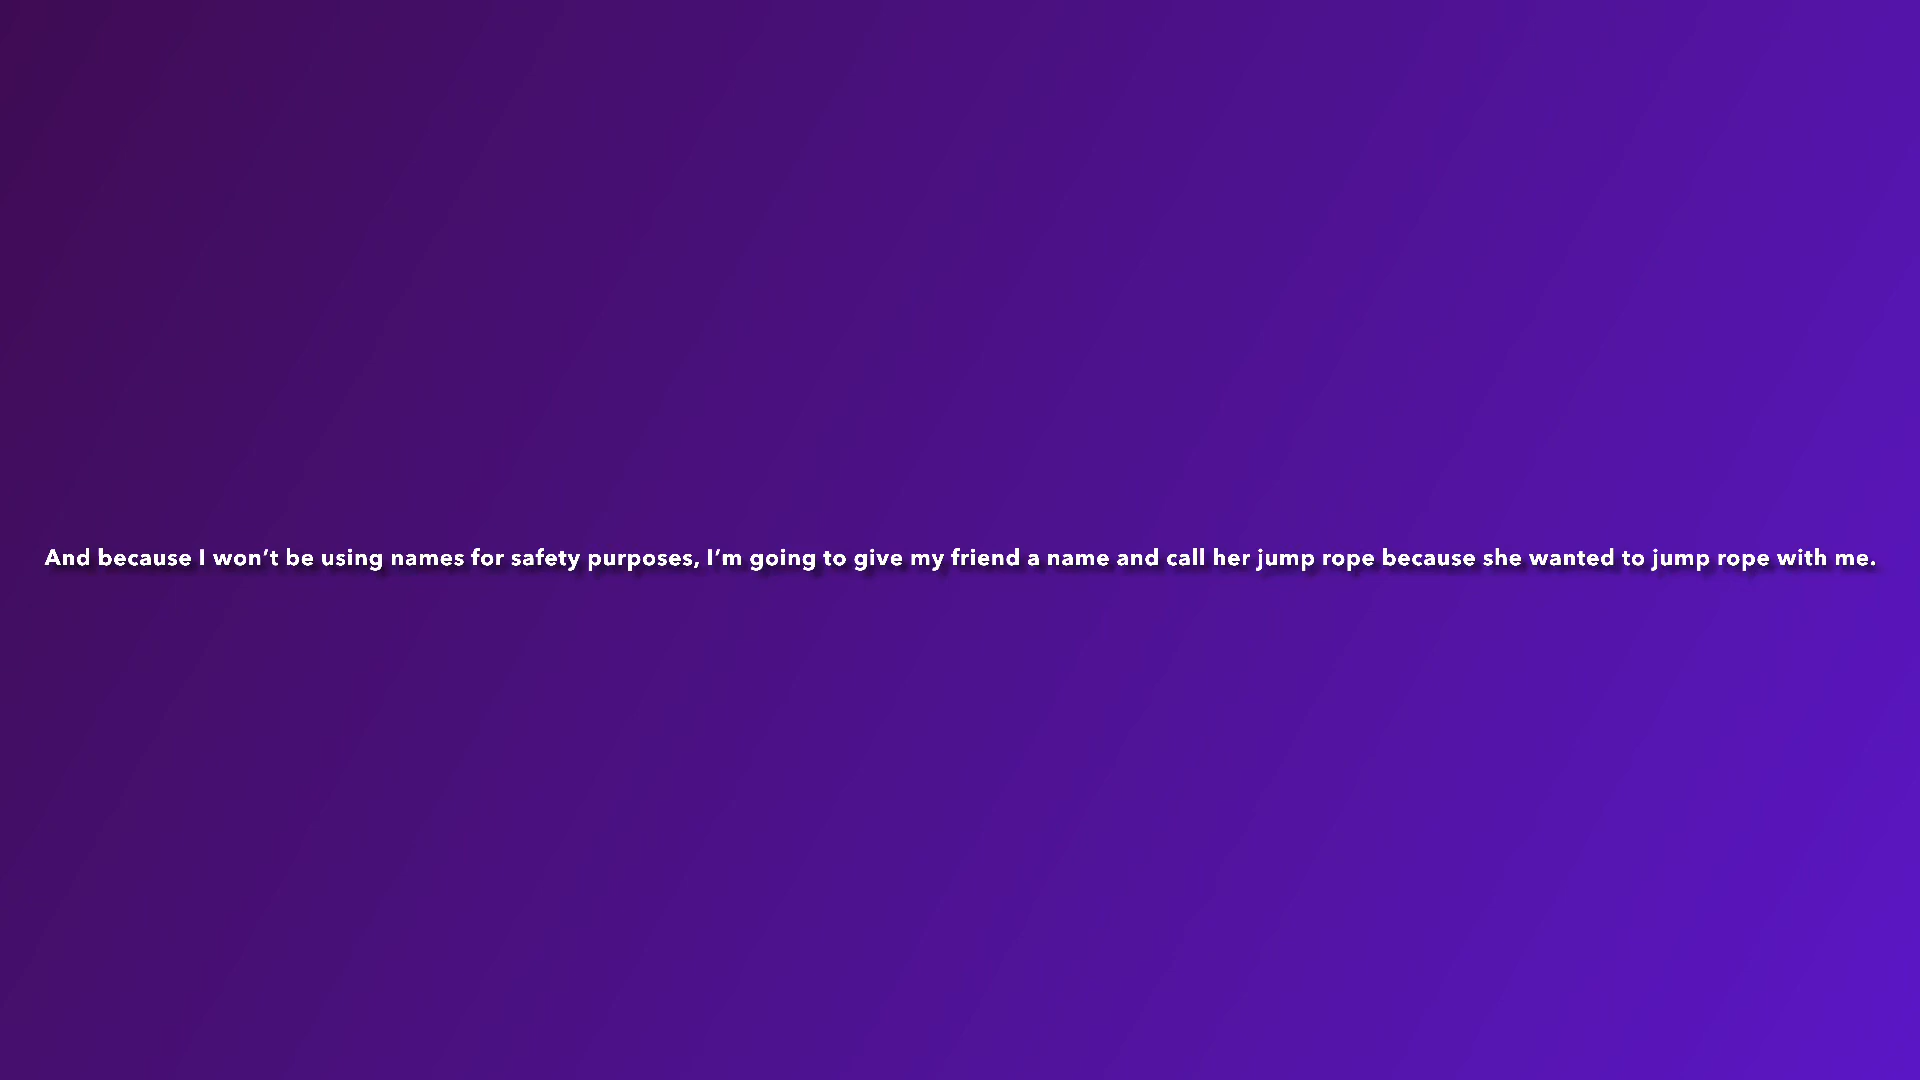 And because I won’t be using names for safety purposes, I’m going to give my friend a name and call her jump rope because she wanted to jump rope with me.